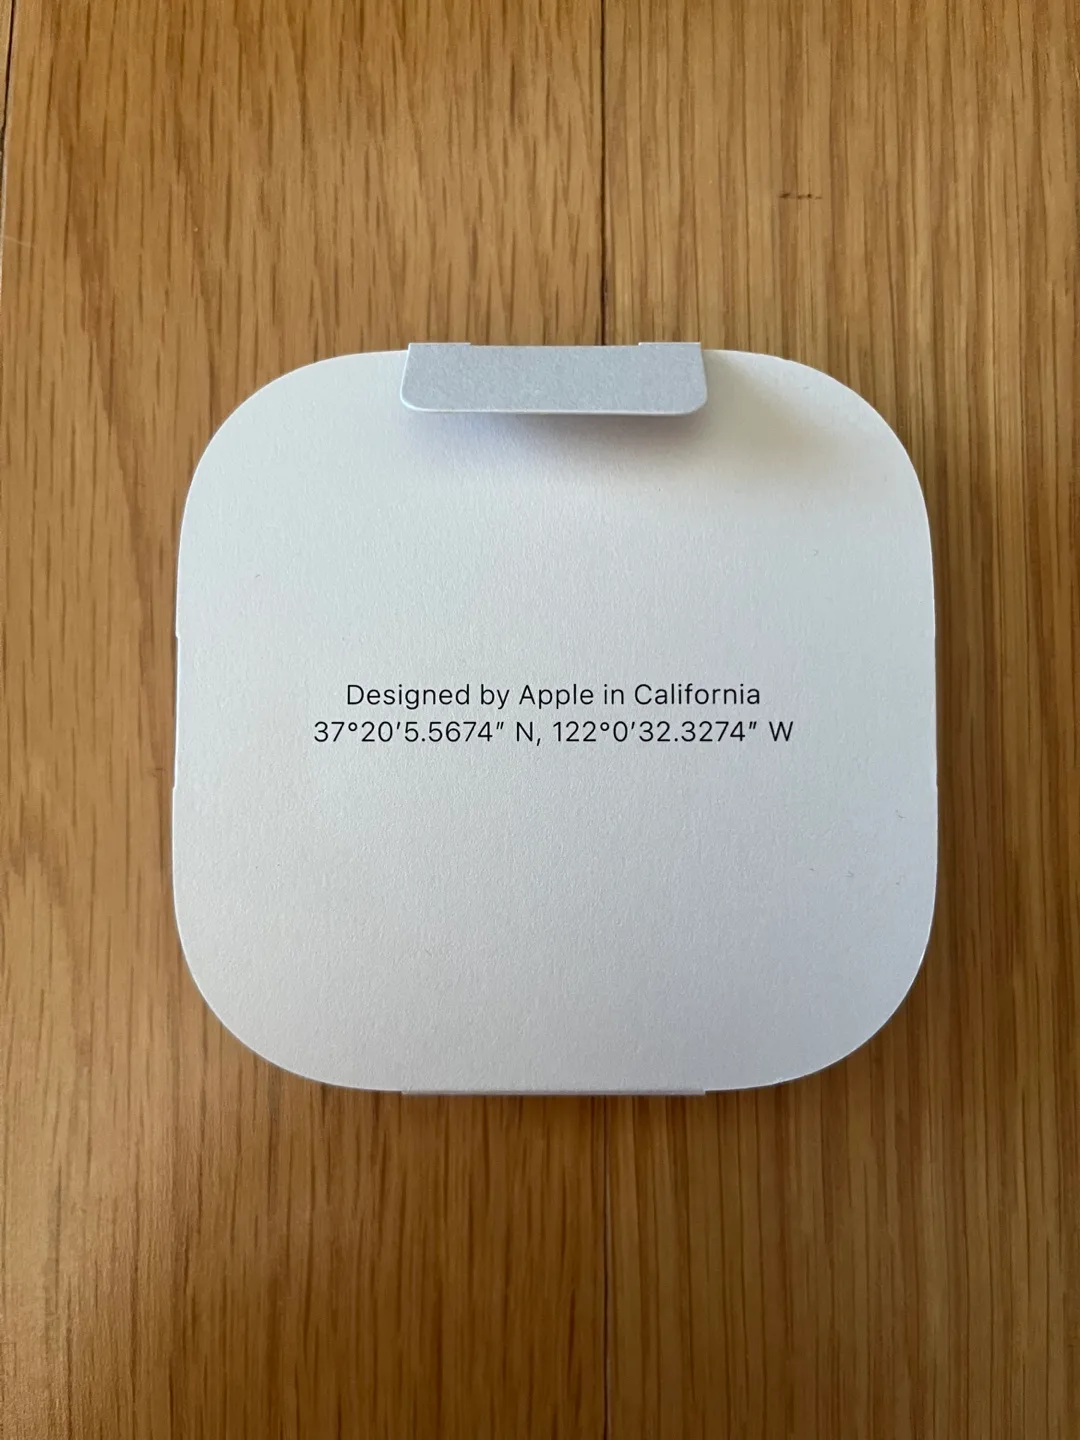 Designed by Apple in California
37°20′5.5674″ N, 122°0′32.3274″ W